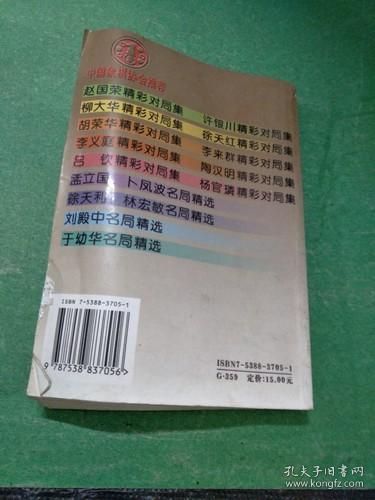 中国象棋协会推荐
赵国荣精彩对局集
许银川精彩对局集
柳大华精彩对局集
徐天红精彩对局集
胡荣华精彩对局集
李来群精彩对局集
李义庭精彩对局集
陶汉明精彩对局集
吕 钦精彩对局集
杨官璘精彩对局集
孟立国、卜凤波名局精选
徐天利、林宏敏名局精选
刘殿中名局精选
于幼华名局精选
ISBN 7-5388-3705-1
9 787538 837056
ISBN7-5388-3705-1
G·359 定价:15.00元
孔夫子旧书网
www.kongfz.com